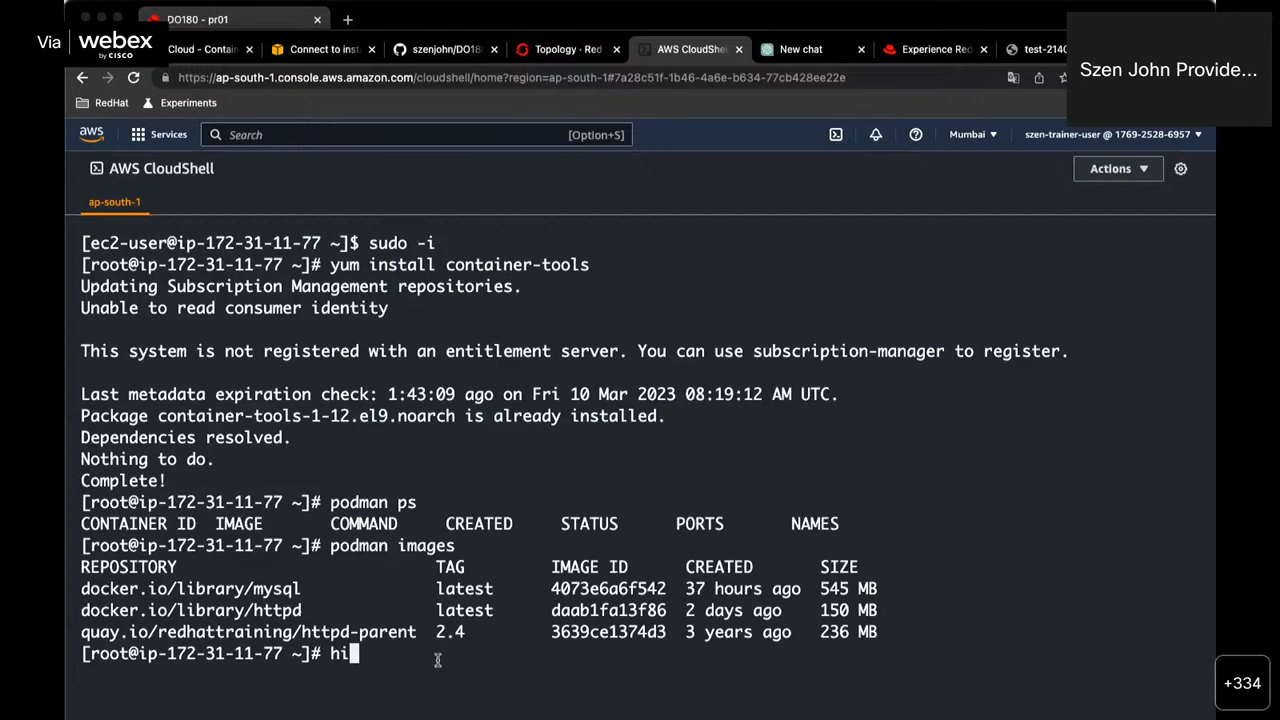 DO180 - pr01
Via webex
by CISCO
Cloud - Contain
Connect to inst
szenjohn/DO18
Topology · Red
AWS CloudShel
New chat
Experience Red
test-2140
Szen John Provide...
https://ap-south-1.console.aws.amazon.com/cloudshell/home?region=ap-south-1#7a28c51f-1b46-4a6e-b634-77cb428ee22e
RedHat
Experiments
aws
Services
Search
[Option+S]
Mumbai
szen-trainer-user @ 1769-2528-6957
AWS CloudShell
Actions
ap-south-1
[ec2-user@ip-172-31-11-77 ~]$ sudo -i
[root@ip-172-31-11-77 ~]# yum install container-tools
Updating Subscription Management repositories.
Unable to read consumer identity
This system is not registered with an entitlement server. You can use subscription-manager to register.
Last metadata expiration check: 1:43:09 ago on Fri 10 Mar 2023 08:19:12 AM UTC.
Package container-tools-1-12.el9.noarch is already installed.
Dependencies resolved.
Nothing to do.
Complete!
[root@ip-172-31-11-77 ~]# podman ps
CONTAINER ID IMAGE COMMAND CREATED STATUS PORTS NAMES
[root@ip-172-31-11-77 ~]# podman images
REPOSITORY TAG IMAGE ID CREATED SIZE
docker.io/library/mysql latest 4073e6a6f542 37 hours ago 545 MB
docker.io/library/httpd latest daab1fa13f86 2 days ago 150 MB
quay.io/redhattraining/httpd-parent 2.4 3639ce1374d3 3 years ago 236 MB
[root@ip-172-31-11-77 ~]# hi
+334